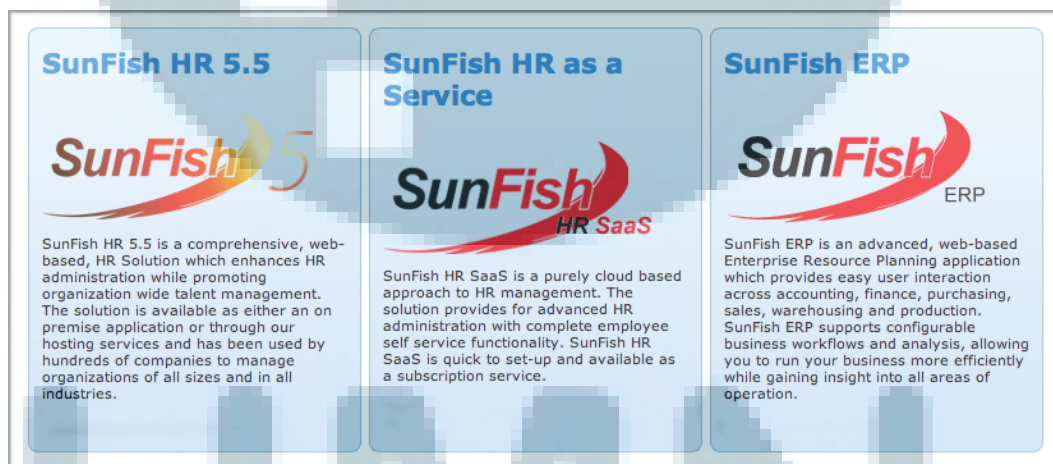 SunFish HR 5.5
SunFish 5
SunFish HR 5.5 is a comprehensive, web-
based, HR Solution which enhances HR
administration while promoting
organization wide talent management.
The solution is available as either an on
premise application or through our
hosting services and has been used by
hundreds of companies to manage
organizations of all sizes and in all
industries.
SunFish HR as a
Service
SunFish
HR SaaS
SunFish HR SaaS is a purely cloud based
approach to HR management. The
solution provides for advanced HR
administration with complete employee
self service functionality. SunFish HR
SaaS is quick to set-up and available as
a subscription service.
SunFish ERP
SunFish
ERP
SunFish ERP is an advanced, web-based
Enterprise Resource Planning application
which provides easy user interaction
across accounting, finance, purchasing,
sales, warehousing and production.
SunFish ERP supports configurable
business workflows and analysis, allowing
you to run your business more efficiently
while gaining insight into all areas of
operation.